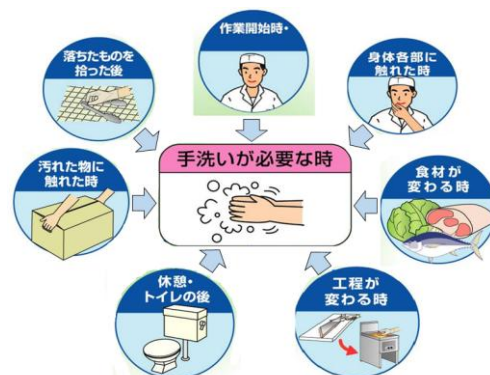 作業開始時・
落ちたものを
拾った後
身体各部に
触れた時
手洗いが必要な時
汚れた物に
触れた時
食材が
変わる時
休憩・
トイレの後
工程が
変わる時